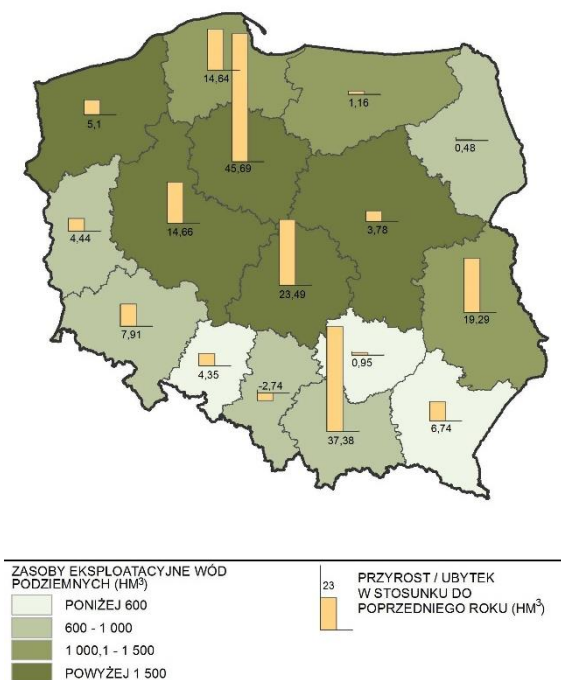 14,64
1,16
5,1
0,48
45,69
14,66
3,78
4,44
23,49
19,29
7,91
4,35
-2,74
0,95
37,38
6,74
ZASOBY EKSPLOATACYJNE WÓD
PODZIEMNYCH (HM³)
PONIŻEJ 600
600 - 1 000
1 000,1 - 1 500
POWYŻEJ 1 500
23
PRZYROST / UBYTEK
W STOSUNKU DO
POPRZEDNIEGO ROKU (HM³)